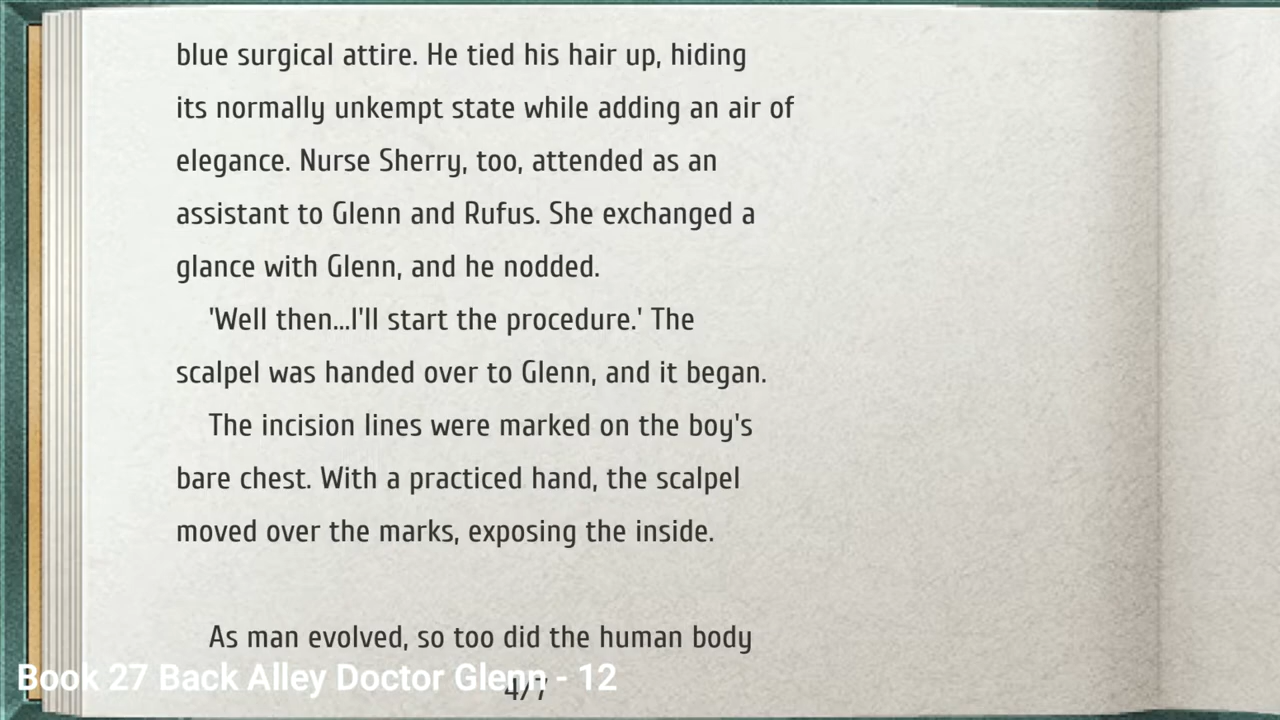 blue surgical attire. He tied his hair up, hiding
its normally unkempt state while adding an air of
elegance. Nurse Sherry, too, attended as an
assistant to Glenn and Rufus. She exchanged a
glance with Glenn, and he nodded.
'Well then...I'll start the procedure.' The
scalpel was handed over to Glenn, and it began.
The incision lines were marked on the boy's
bare chest. With a practiced hand, the scalpel
moved over the marks, exposing the inside.
As man evolved, so too did the human body
Book 27 Back Alley Doctor Glenn - 12
4/7